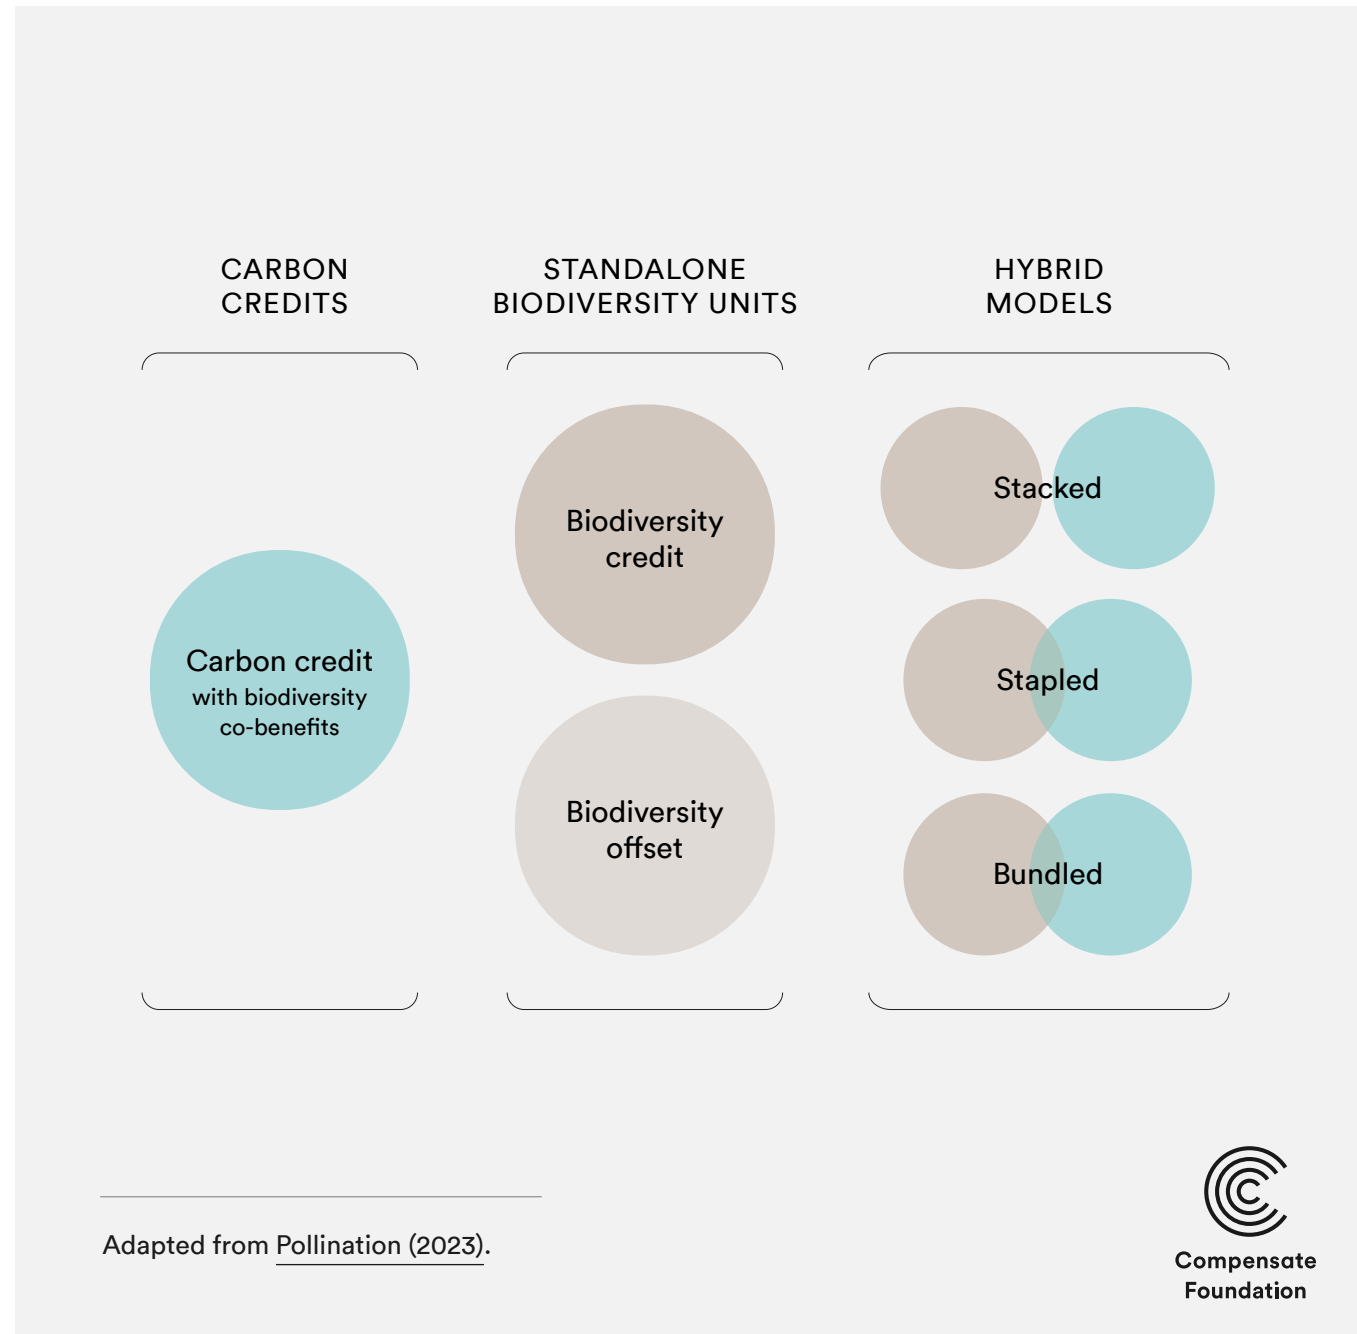 CARBON
CREDITS
STANDALONE
BIODIVERSITY UNITS
HYBRID
MODELS
Carbon credit
with biodiversity
co-benefits
Biodiversity
credit
Biodiversity
offset
Stacked
Stapled
Bundled
Adapted from Pollination (2023).
Compensate
Foundation